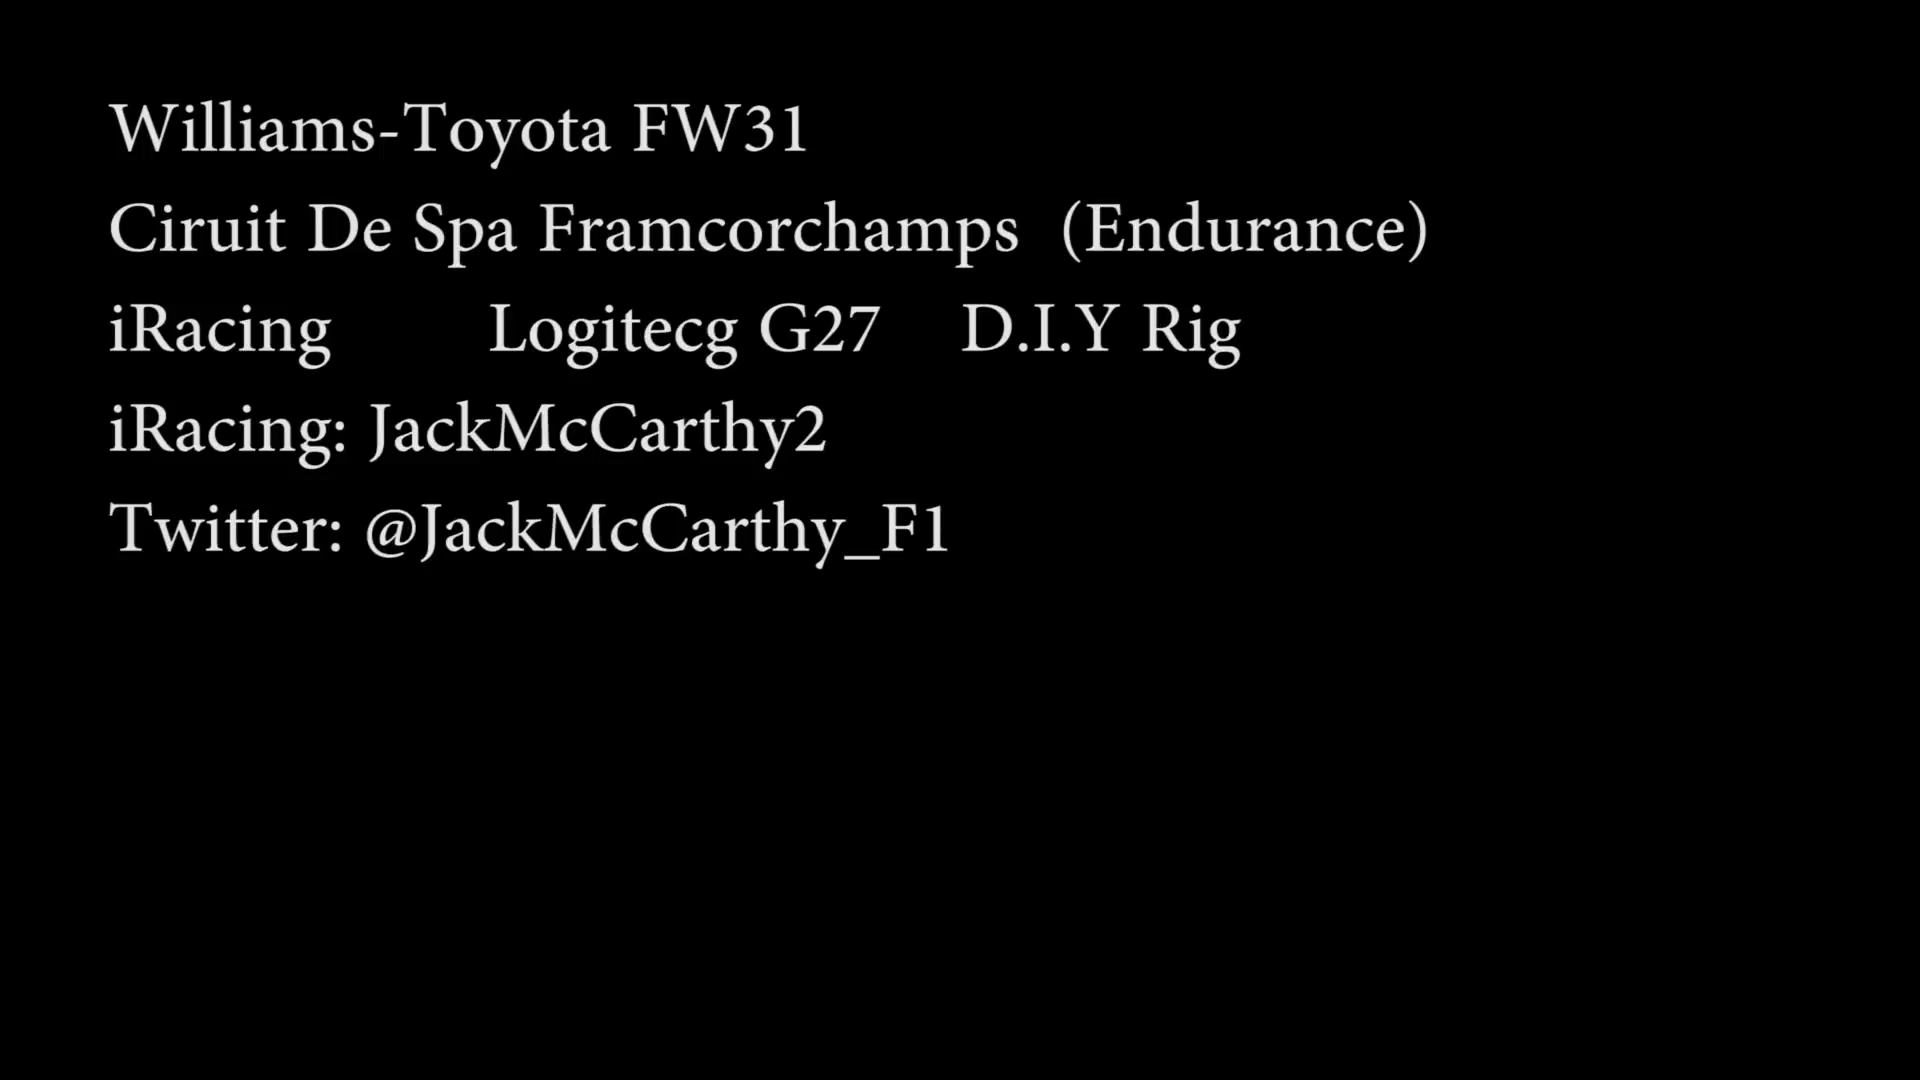 Williams-Toyota FW31
Ciruit De Spa Framcorchamps (Endurance)
iRacing Logitecg G27 D.I.Y Rig
iRacing: JackMcCarthy2
Twitter: @JackMcCarthy_F1